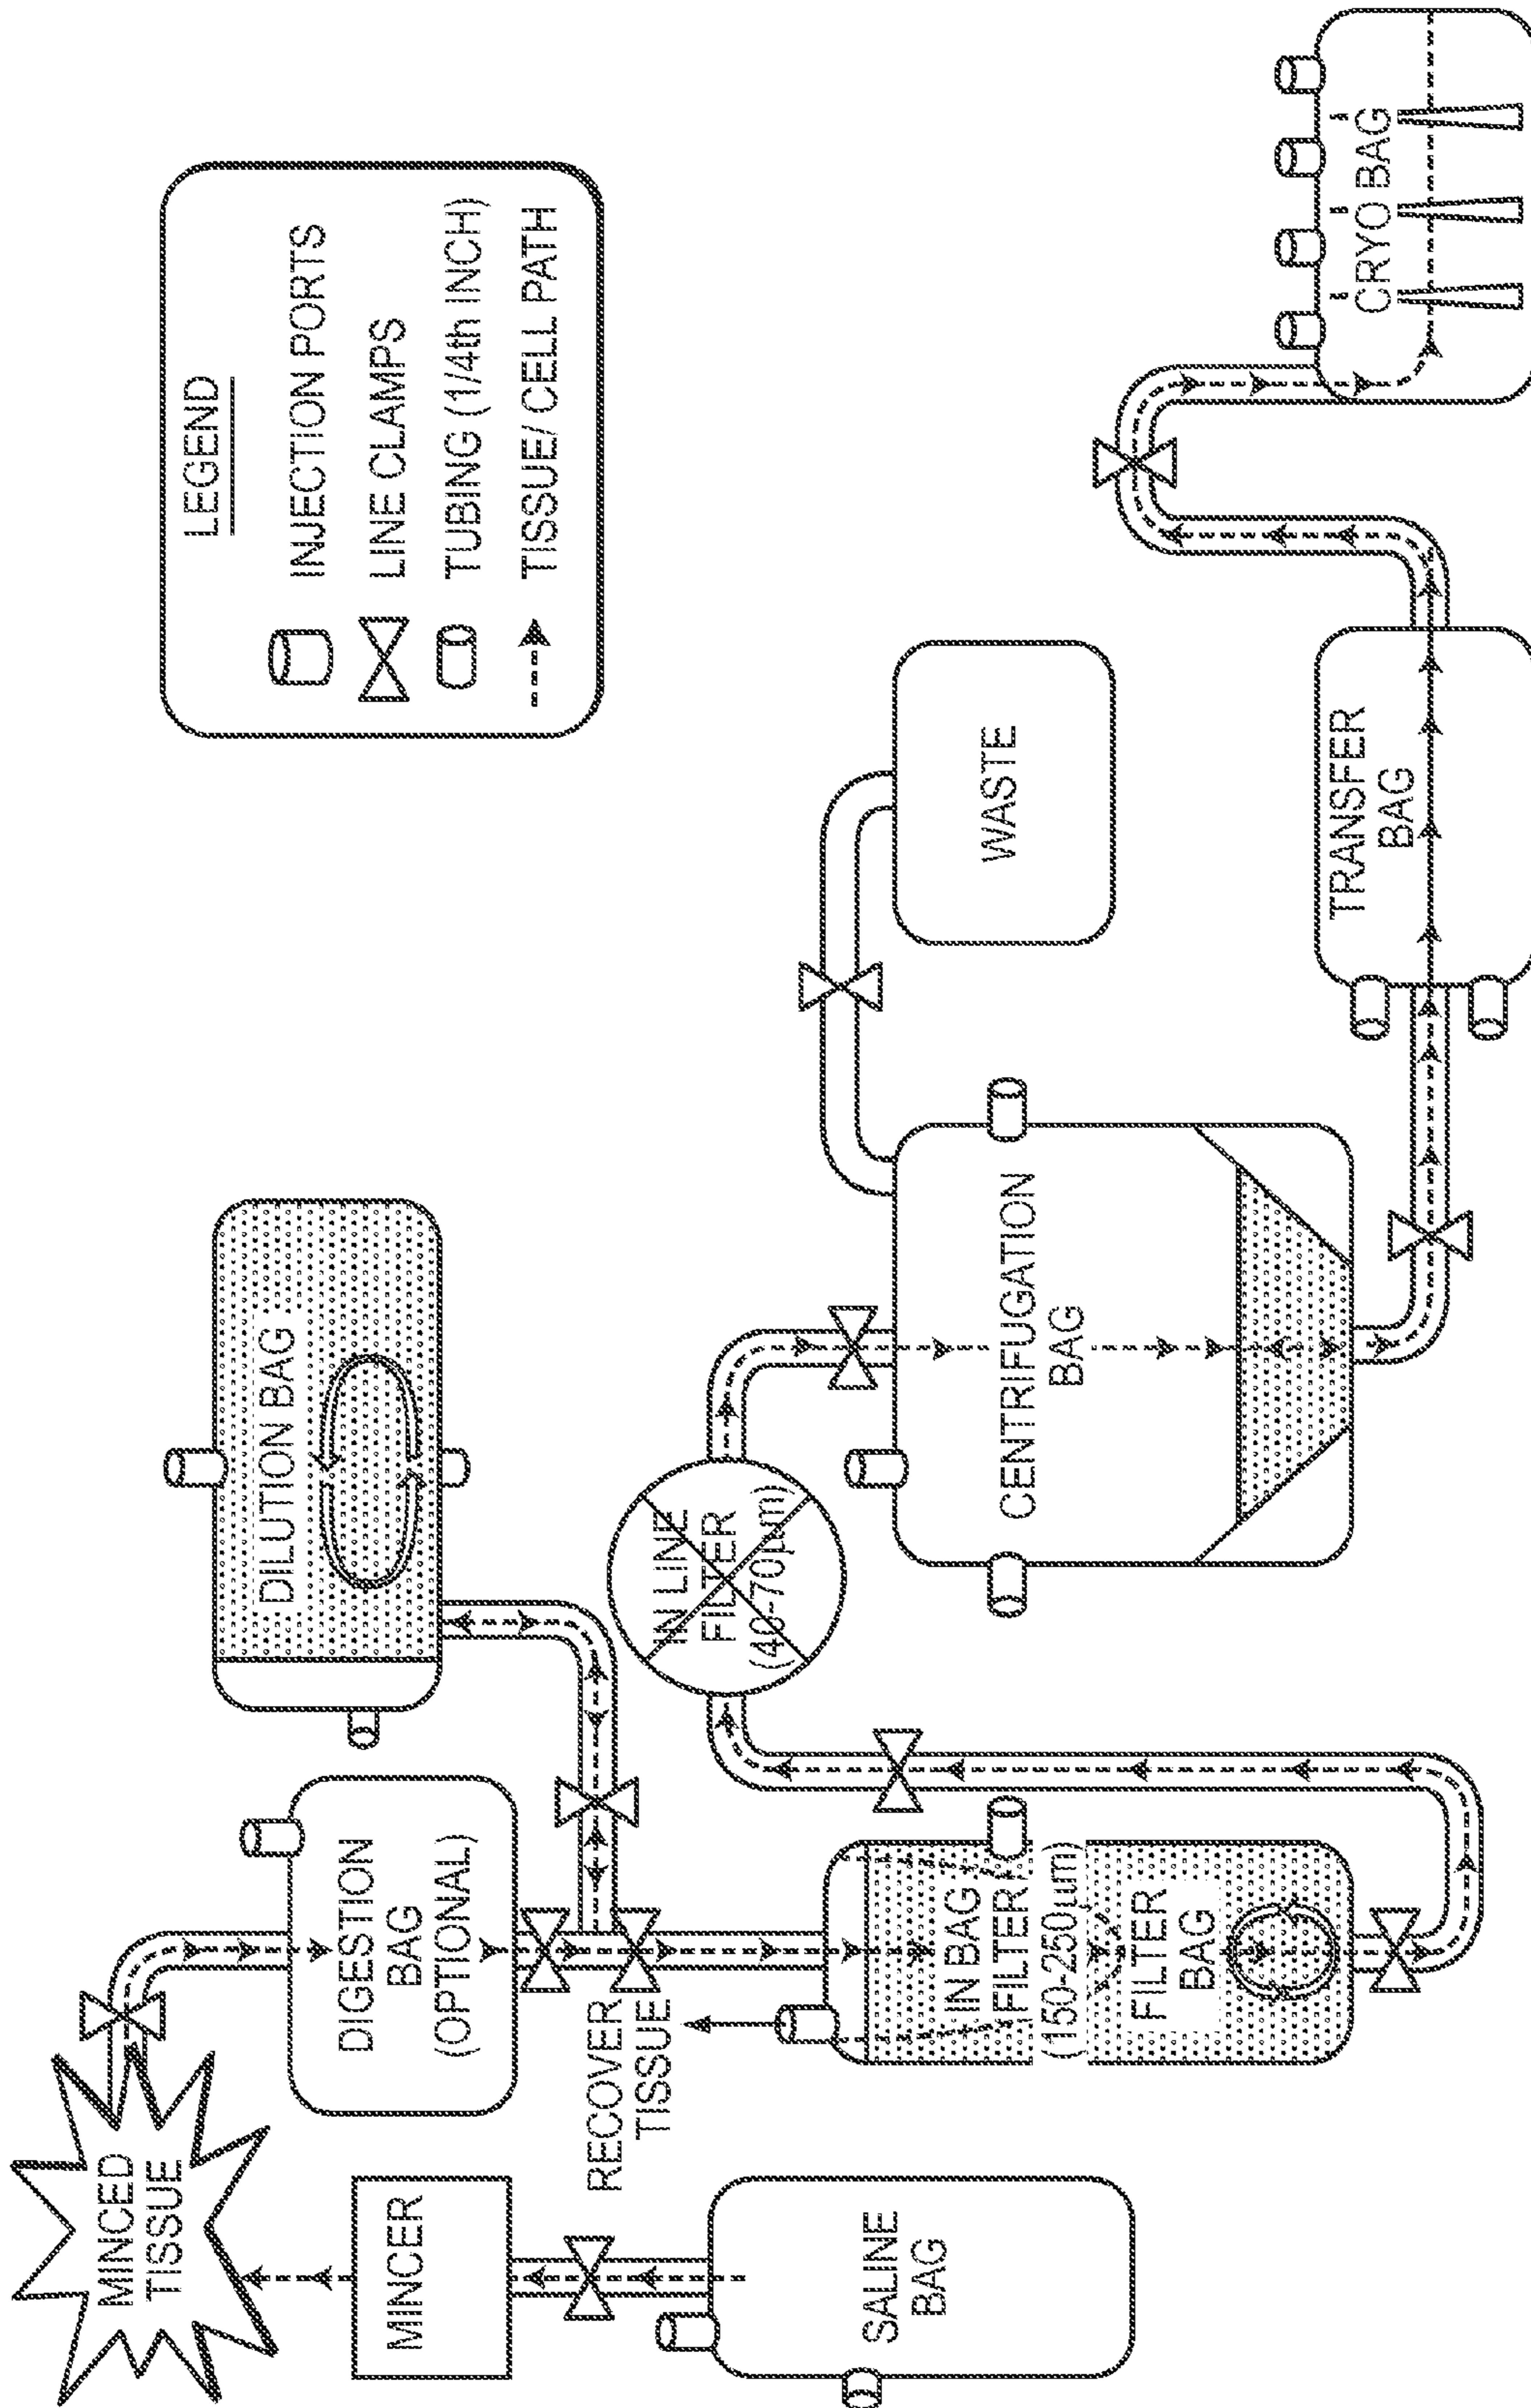 MINCED
TISSUE
MINCER
SALINE
BAG
DIGESTION
BAG
(OPTIONAL)
RECOVER
TISSUE
IN BAG
FILTER
(150-250µm)
FILTER
BAG
DILUTION BAG
IN LINE
FILTER
(40-70µm)
CENTRIFUGATION
BAG
WASTE
TRANSFER
BAG
CRYO BAG
LEGEND
INJECTION PORTS
LINE CLAMPS
TUBING (1/4th INCH)
TISSUE/ CELL PATH